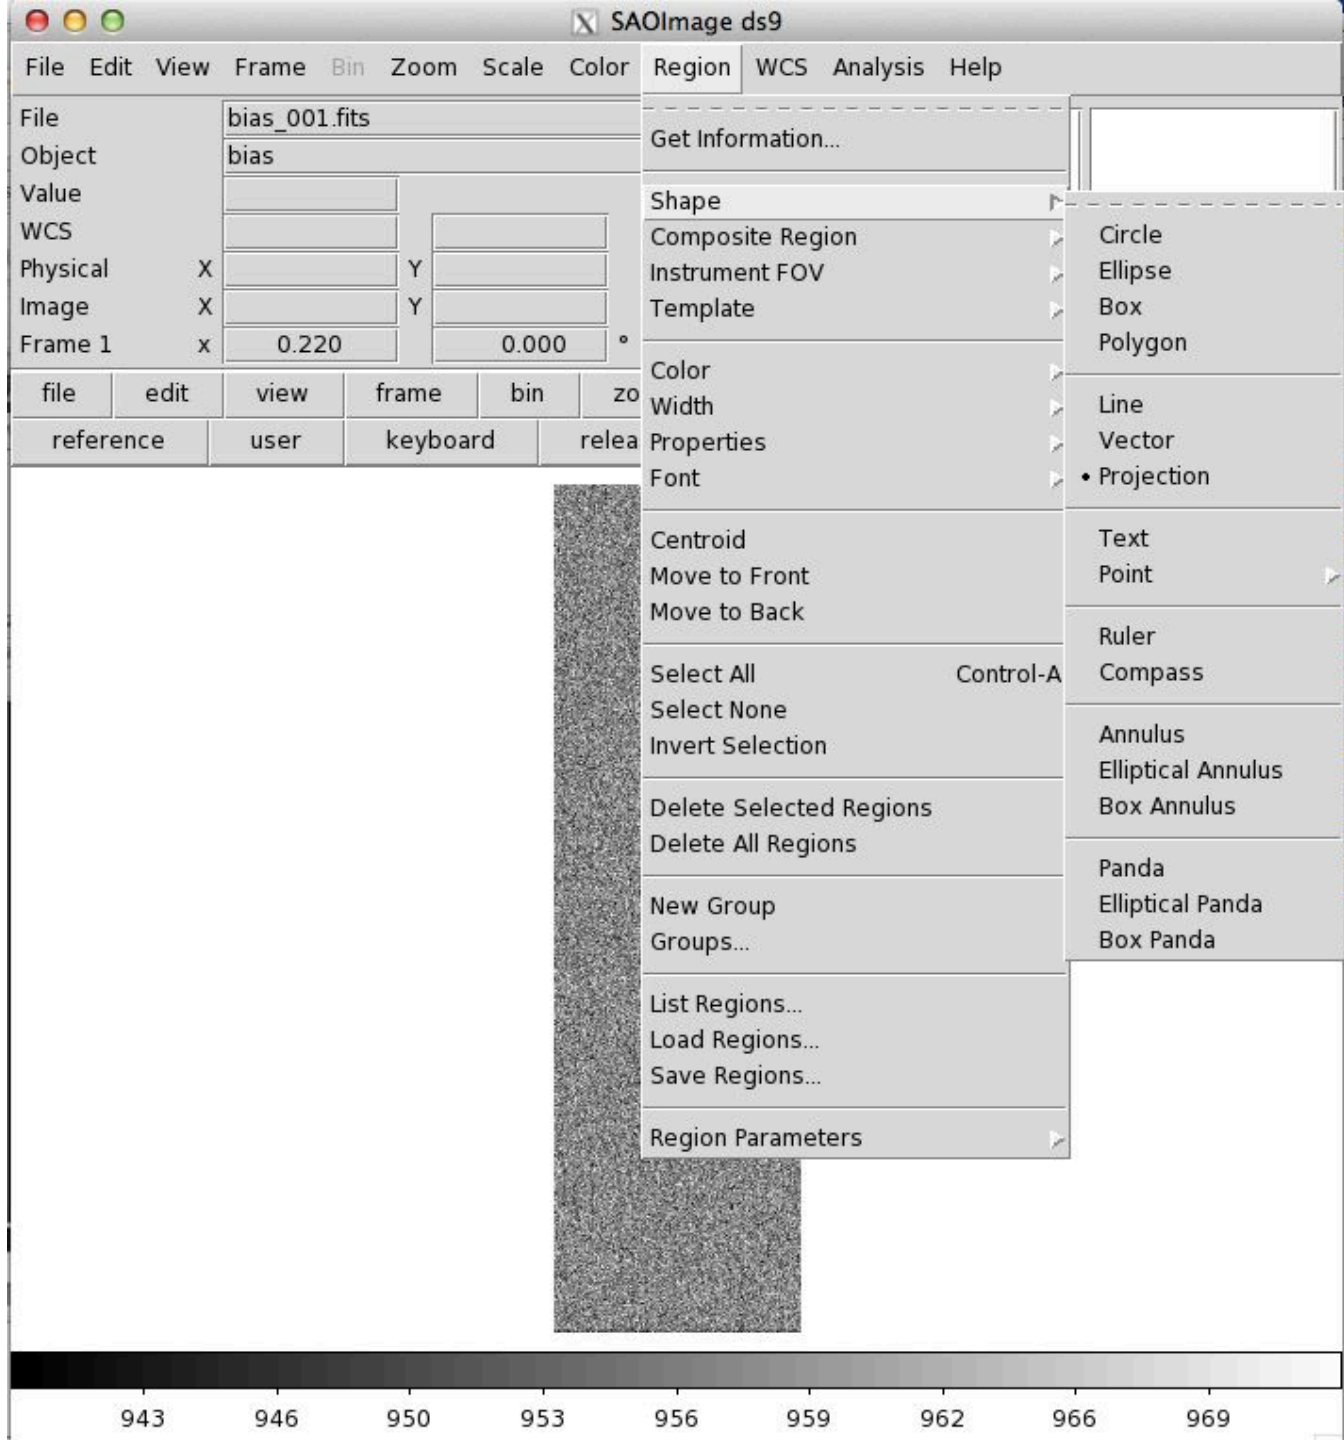 SAOImage ds9
File Edit View Frame Bin Zoom Scale Color Region WCS Analysis Help
File bias_001.fits
Object bias
Value
WCS
Physical X Y
Image X Y
Frame 1 x 0.220 0.000 °
file edit view frame bin zo
reference user keyboard relea
Get Information...
Shape
Composite Region
Instrument FOV
Template
Color
Width
Properties
Font
Centroid
Move to Front
Move to Back
Select All Control-A
Select None
Invert Selection
Delete Selected Regions
Delete All Regions
New Group
Groups...
List Regions...
Load Regions...
Save Regions...
Region Parameters
Circle
Ellipse
Box
Polygon
Line
Vector
• Projection
Text
Point
Ruler
Compass
Annulus
Elliptical Annulus
Box Annulus
Panda
Elliptical Panda
Box Panda
943 946 950 953 956 959 962 966 969